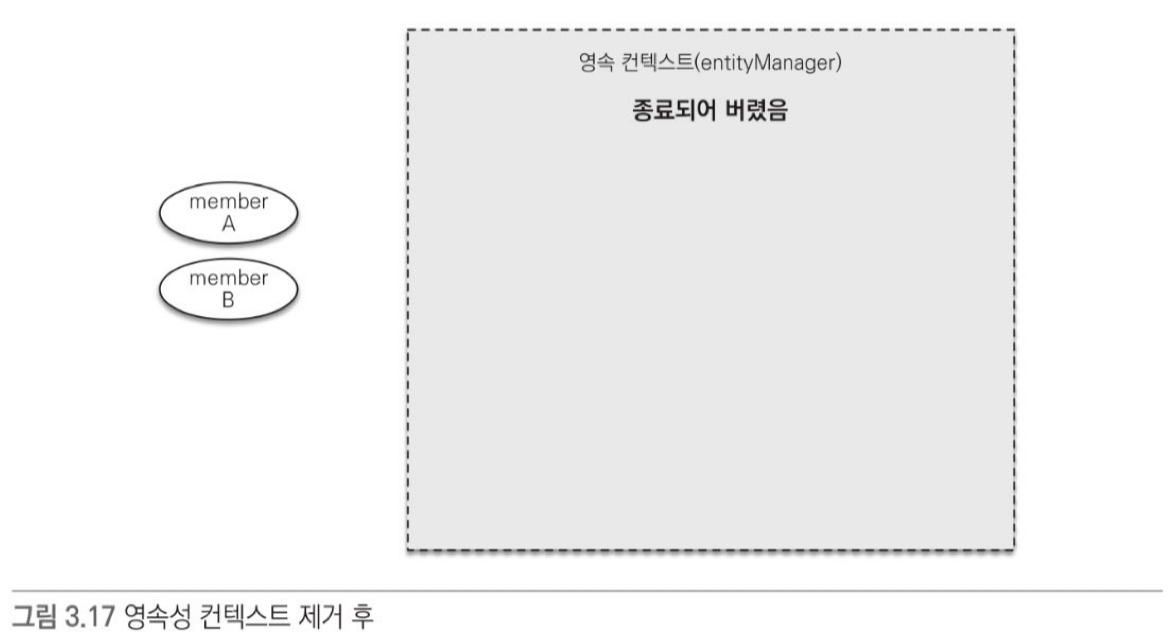 영속 컨텍스트(entityManager)
종료되어 버렸음
member
A
member
B
그림 3.17 영속성 컨텍스트 제거 후